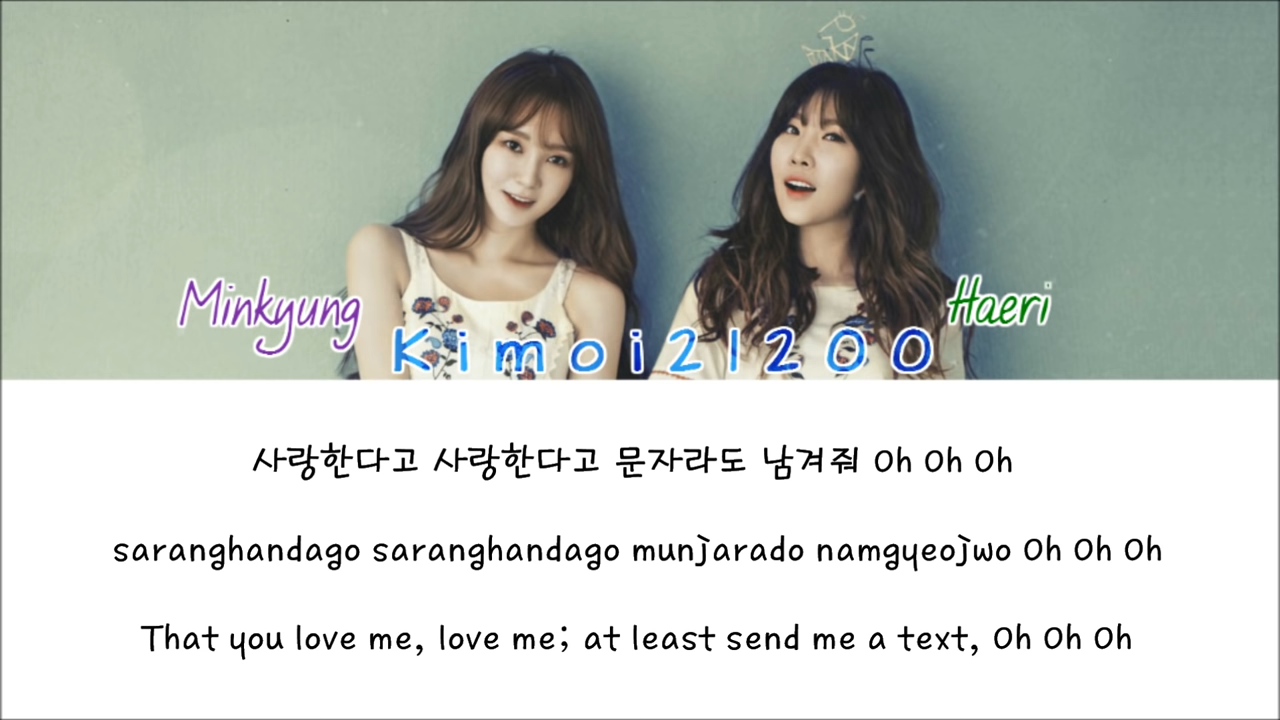 Minkyung
Haeri
Kimoi21200
사랑한다고 사랑한다고 문자라도 남겨줘 Oh Oh Oh
saranghandago saranghandago munjarado namgyeojwo Oh Oh Oh
That you love me, love me; at least send me a text, Oh Oh Oh